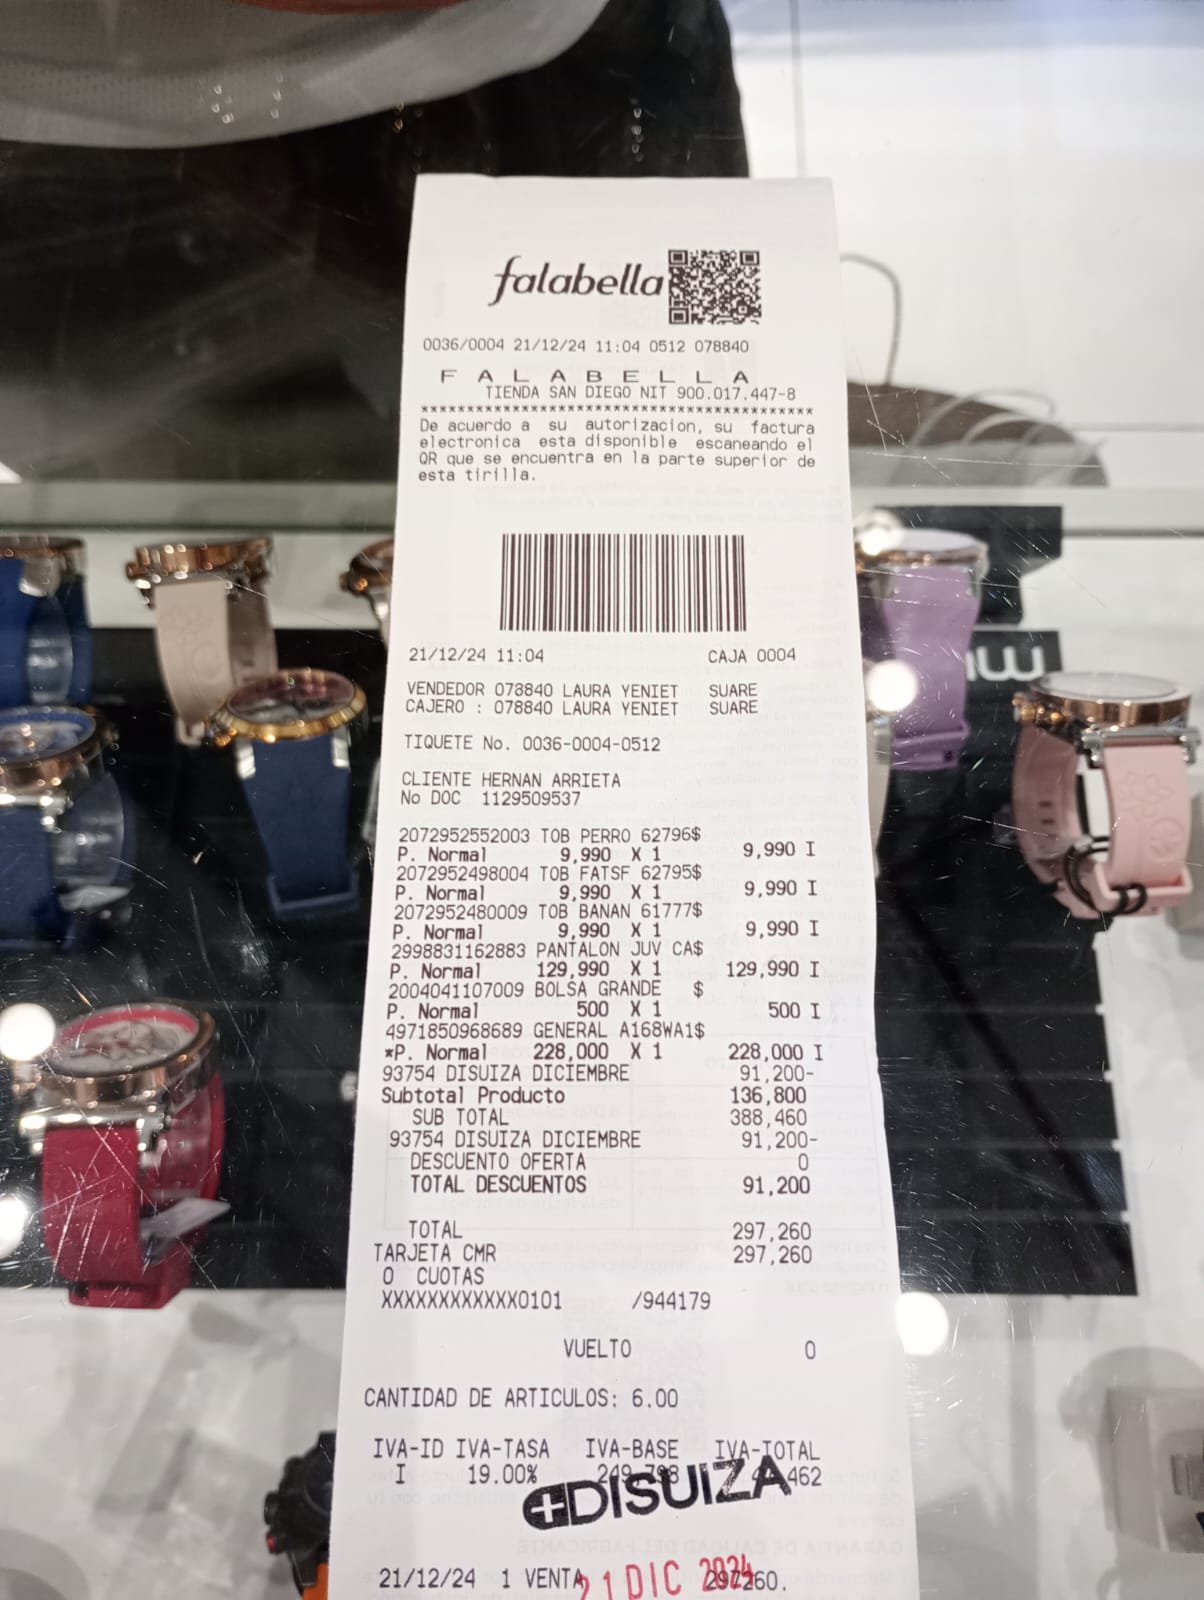 falabella
0036/0004 21/12/24 11:04 0512 078840
F A L A B E L L A
TIENDA SAN DIEGO NIT 900.017.447-8
******************************************
De acuerdo a su autorizacion, su factura
electronica esta disponible escaneando el
QR que se encuentra en la parte superior de
esta tirilla.
21/12/24 11:04 CAJA 0004
VENDEDOR 078840 LAURA YENIET SUARE
CAJERO : 078840 LAURA YENIET SUARE
TIQUETE No. 0036-0004-0512
CLIENTE HERNAN ARRIETA
No DOC 1129509537
2072952552003 TOB PERRO 62796$
P. Normal 9,990 X 1 9,990 I
2072952498004 TOB FATSF 62795$
P. Normal 9,990 X 1 9,990 I
2072952480009 TOB BANAN 61777$
P. Normal 9,990 X 1 9,990 I
2998831162883 PANTALON JUV CA$
P. Normal 129,990 X 1 129,990 I
2004041107009 BOLSA GRANDE $
P. Normal 500 X 1 500 I
4971850968689 GENERAL A168WA1$
*P. Normal 228,000 X 1 228,000 I
93754 DISUIZA DICIEMBRE 91,200-
Subtotal Producto 136,800
SUB TOTAL 388,460
93754 DISUIZA DICIEMBRE 91,200-
DESCUENTO OFERTA 0
TOTAL DESCUENTOS 91,200
TOTAL 297,260
TARJETA CMR 297,260
0 CUOTAS
XXXXXXXXXXXX0101 /944179
VUELTO 0
CANTIDAD DE ARTICULOS: 6.00
IVA-ID IVA-TASA IVA-BASE IVA-TOTAL
I 19.00% 249,798
DISUIZA
21/12/24 1 VENTA 297260.
21 DIC 2024